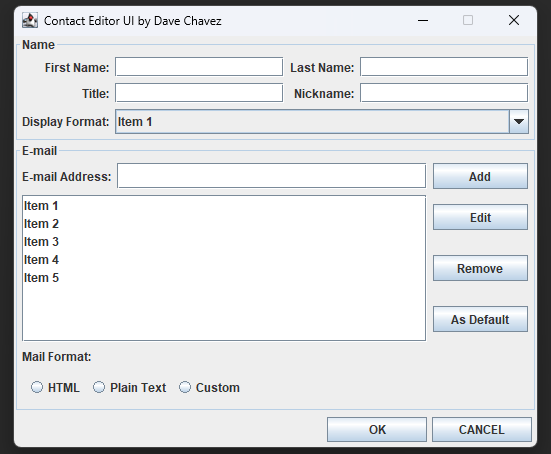 Contact Editor UI by Dave Chavez
Name
First Name: Last Name:
Title: Nickname:
Display Format: Item 1
E-mail
E-mail Address: Add
Item 1
Item 2
Item 3
Item 4
Item 5
Edit
Remove
As Default
Mail Format:
HTML Plain Text Custom
OK CANCEL